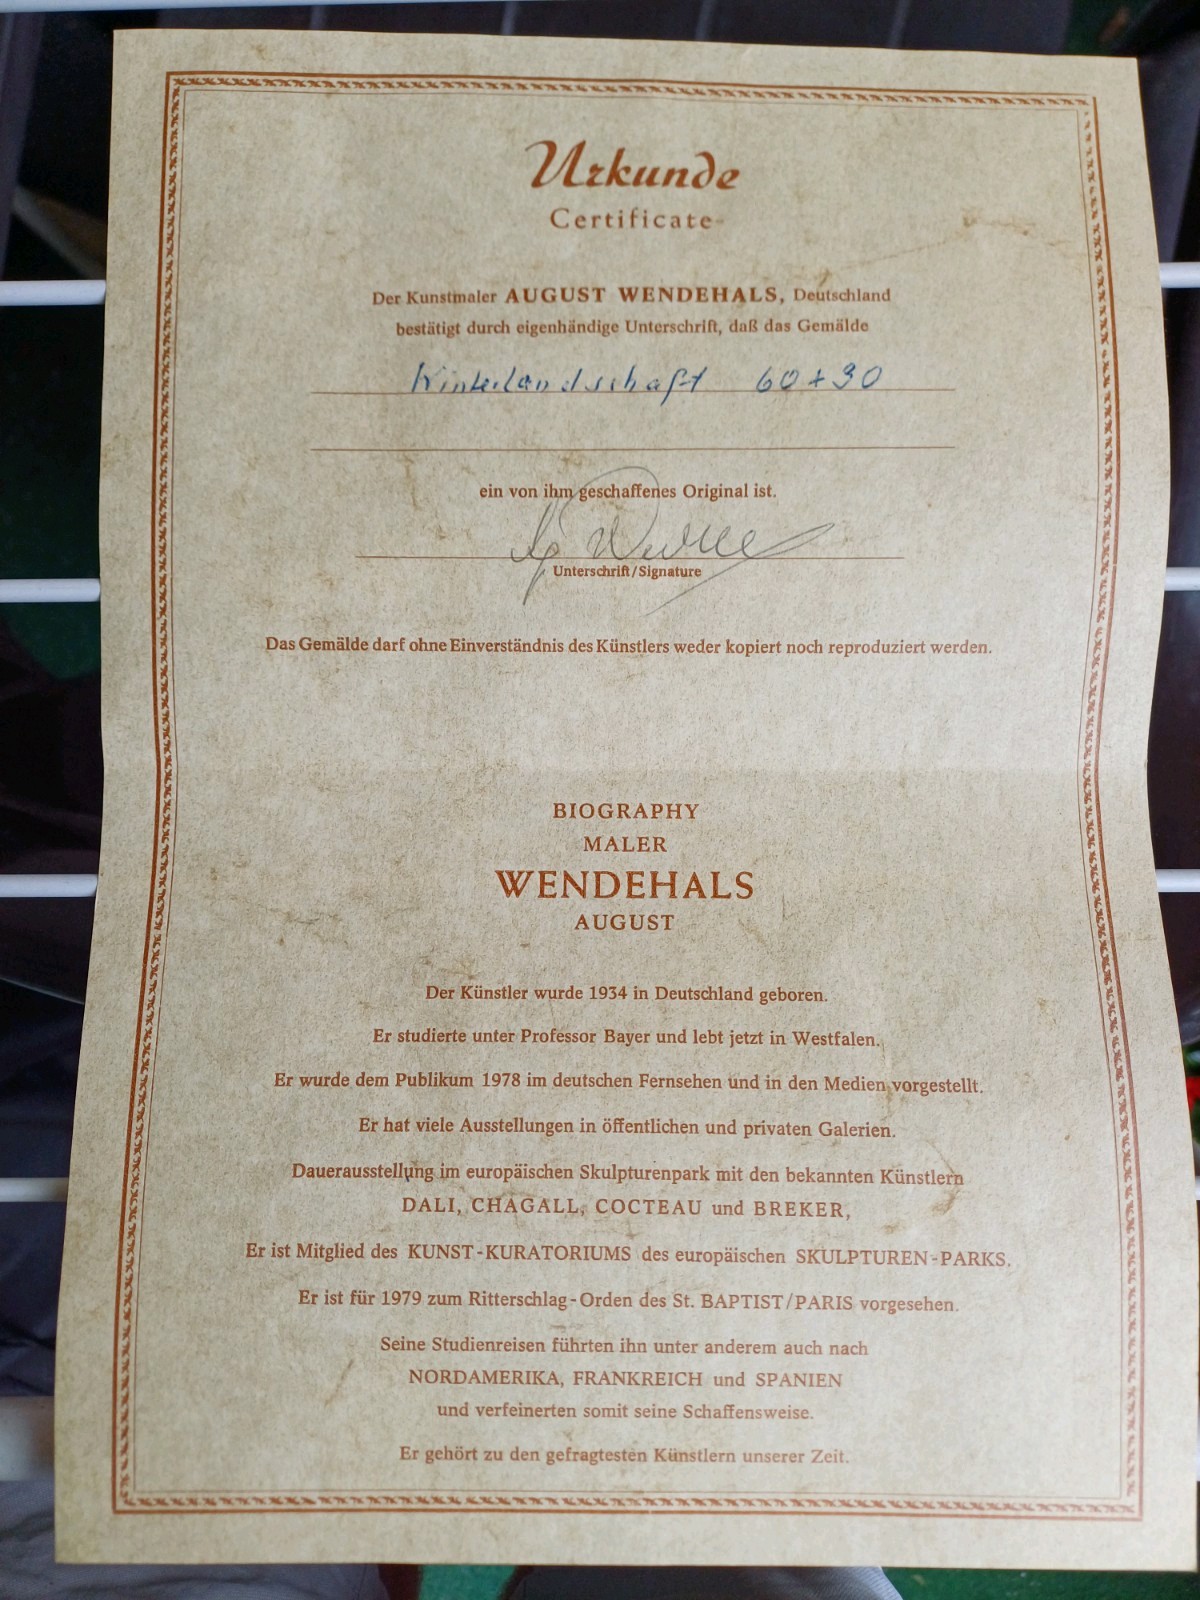 Urkunde
Certificate
Der Kunstmaler AUGUST WENDEHALS, Deutschland
bestätigt durch eigenhändige Unterschrift, daß das Gemälde
Winterlandschaft 60 x 90
ein von ihm geschaffenes Original ist.
Unterschrift/Signature
Das Gemälde darf ohne Einverständnis des Künstlers weder kopiert noch reproduziert werden.
BIOGRAPHY
MALER
WENDEHALS
AUGUST
Der Künstler wurde 1934 in Deutschland geboren.
Er studierte unter Professor Bayer und lebt jetzt in Westfalen.
Er wurde dem Publikum 1978 im deutschen Fernsehen und in den Medien vorgestellt.
Er hat viele Ausstellungen in öffentlichen und privaten Galerien.
Dauerausstellung im europäischen Skulpturenpark mit den bekannten Künstlern
DALI, CHAGALL, COCTEAU und BREKER,
Er ist Mitglied des KUNST-KURATORIUMS des europäischen SKULPTUREN-PARKS.
Er ist für 1979 zum Ritterschlag-Orden des St. BAPTIST/PARIS vorgesehen.
Seine Studienreisen führten ihn unter anderem auch nach
NORDAMERIKA, FRANKREICH und SPANIEN
und verfeinerten somit seine Schaffensweise.
Er gehört zu den gefragtesten Künstlern unserer Zeit.